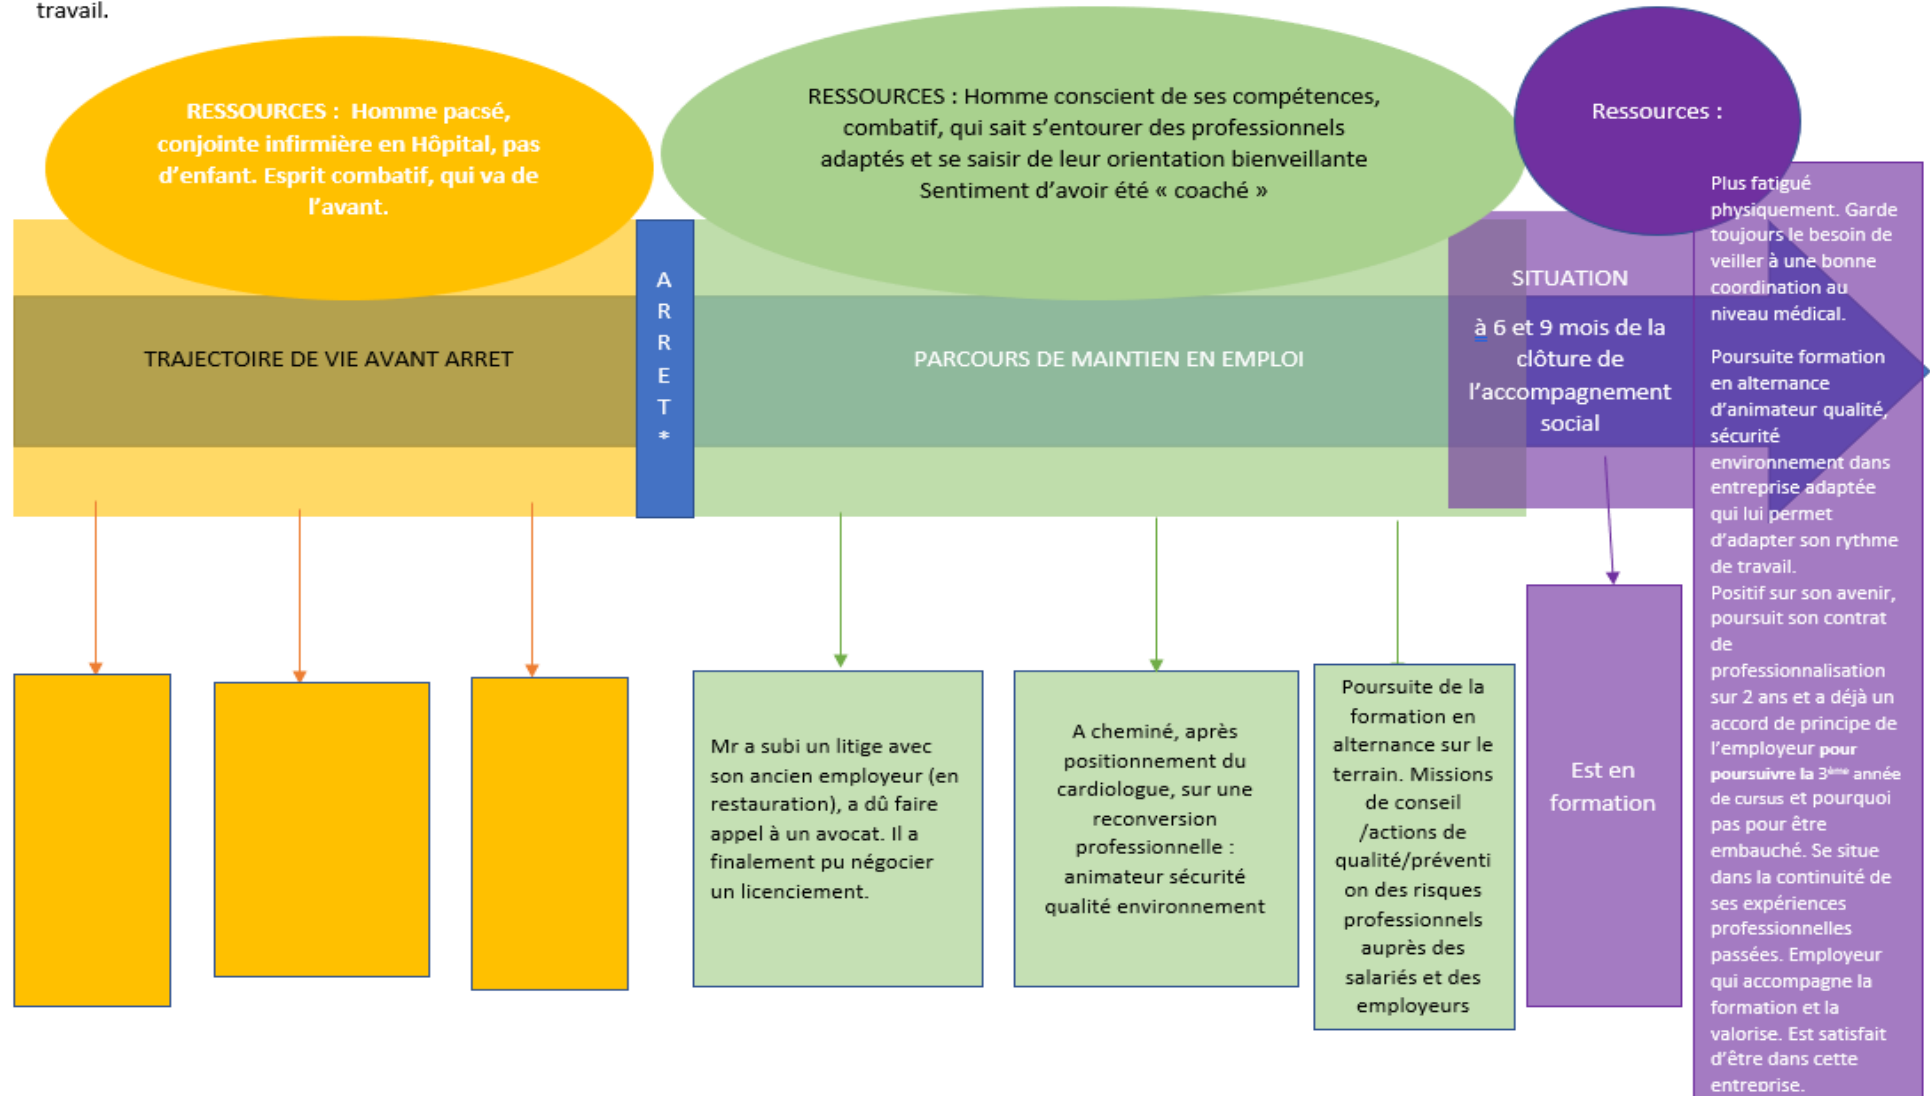 travail.
RESSOURCES : Homme pacsé,
conjointe infirmière en Hôpital, pas
d'enfant. Esprit combatif, qui va de
l'avant.
RESSOURCES : Homme conscient de ses compétences,
combatif, qui sait s'entourer des professionnels
adaptés et se saisir de leur orientation bienveillante
Sentiment d'avoir été « coaché »
Ressources :
TRAJECTOIRE DE VIE AVANT ARRET
A
R
R
E
T
*
PARCOURS DE MAINTIEN EN EMPLOI
SITUATION
à 6 et 9 mois de la
clôture de
l'accompagnement
social
Plus fatigué
physiquement. Garde
toujours le besoin de
veiller à une bonne
coordination au
niveau médical.
Poursuite formation
en alternance
d'animateur qualité,
sécurité
environnement dans
entreprise adaptée
qui lui permet
d'adapter son rythme
de travail.
Positif sur son avenir,
poursuit son contrat
de
professionnalisation
sur 2 ans et a déjà un
accord de principe de
l'employeur pour
poursuivre la 3ème année
de cursus et pourquoi
pas pour être
embauché. Se situe
dans la continuité de
ses expériences
professionnelles
passées. Employeur
qui accompagne la
formation et la
valorise. Est satisfait
d'être dans cette
entreprise.
Mr a subi un litige avec
son ancien employeur (en
restauration), a dû faire
appel à un avocat. Il a
finalement pu négocier
un licenciement.
A cheminé, après
positionnement du
cardiologue, sur une
reconversion
professionnelle :
animateur sécurité
qualité environnement
Poursuite de la
formation en
alternance sur le
terrain. Missions
de conseil
/actions de
qualité/préventi
on des risques
professionnels
auprès des
salariés et des
employeurs
Est en
formation